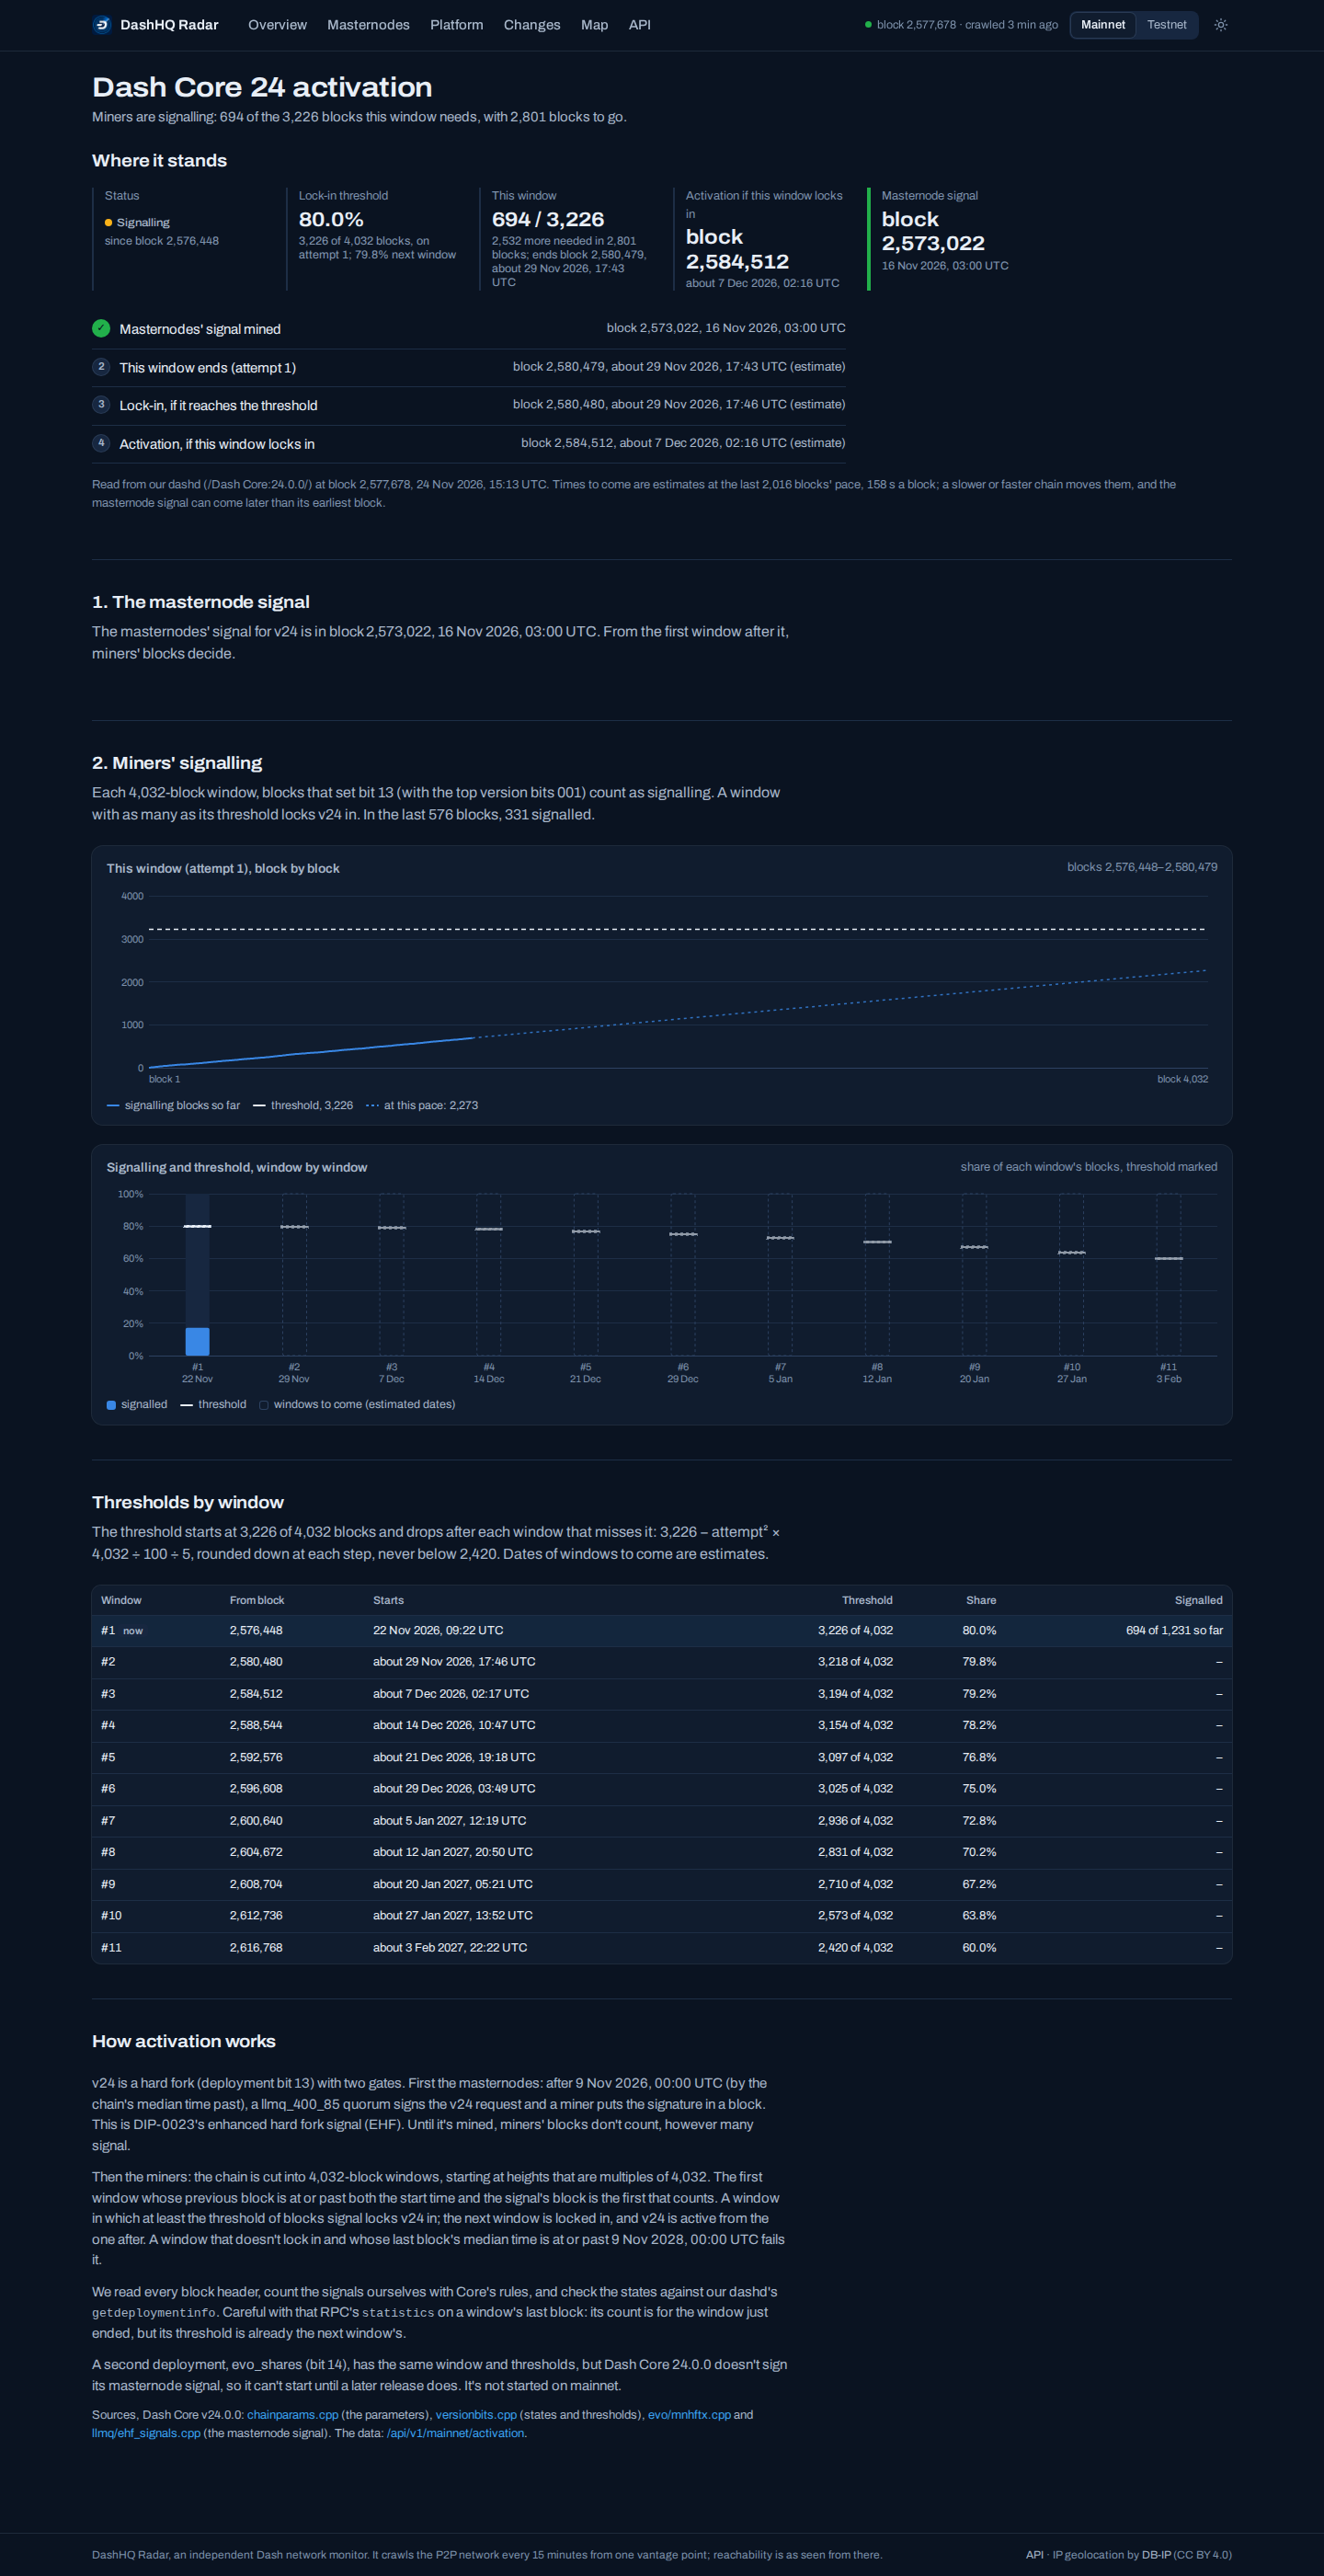 DashHQ Radar Overview Masternodes Platform Changes Map API block 2,577,678 · crawled 3 min ago Mainnet Testnet
Dash Core 24 activation
Miners are signalling: 694 of the 3,226 blocks this window needs, with 2,801 blocks to go.
Where it stands
Status
Signalling
since block 2,576,448
Lock-in threshold
80.0%
3,226 of 4,032 blocks, on
attempt 1; 79.8% next window
This window
694 / 3,226
2,532 more needed in 2,801
blocks; ends block 2,580,479,
about 29 Nov 2026, 17:43
UTC
Activation if this window locks
in
block
2,584,512
about 7 Dec 2026, 02:16 UTC
Masternode signal
block
2,573,022
16 Nov 2026, 03:00 UTC
✓ Masternodes' signal mined block 2,573,022, 16 Nov 2026, 03:00 UTC
2 This window ends (attempt 1) block 2,580,479, about 29 Nov 2026, 17:43 UTC (estimate)
3 Lock-in, if it reaches the threshold block 2,580,480, about 29 Nov 2026, 17:46 UTC (estimate)
4 Activation, if this window locks in block 2,584,512, about 7 Dec 2026, 02:16 UTC (estimate)
Read from our dashd (/Dash Core:24.0.0/) at block 2,577,678, 24 Nov 2026, 15:13 UTC. Times to come are estimates at the last 2,016 blocks' pace, 158 s a block; a slower or faster chain moves them, and the
masternode signal can come later than its earliest block.
1. The masternode signal
The masternodes' signal for v24 is in block 2,573,022, 16 Nov 2026, 03:00 UTC. From the first window after it,
miners' blocks decide.
2. Miners' signalling
Each 4,032-block window, blocks that set bit 13 (with the top version bits 001) count as signalling. A window
with as many as its threshold locks v24 in. In the last 576 blocks, 331 signalled.
This window (attempt 1), block by block blocks 2,576,448–2,580,479
4000
3000
2000
1000
0
block 1 block 4,032
signalling blocks so far threshold, 3,226 at this pace: 2,273
Signalling and threshold, window by window share of each window's blocks, threshold marked
100%
80%
60%
40%
20%
0%
#1 #2 #3 #4 #5 #6 #7 #8 #9 #10 #11
22 Nov 29 Nov 7 Dec 14 Dec 21 Dec 29 Dec 5 Jan 12 Jan 20 Jan 27 Jan 3 Feb
signalled threshold windows to come (estimated dates)
Thresholds by window
The threshold starts at 3,226 of 4,032 blocks and drops after each window that misses it: 3,226 − attempt² ×
4,032 ÷ 100 ÷ 5, rounded down at each step, never below 2,420. Dates of windows to come are estimates.
Window From block Starts Threshold Share Signalled
#1 now 2,576,448 22 Nov 2026, 09:22 UTC 3,226 of 4,032 80.0% 694 of 1,231 so far
#2 2,580,480 about 29 Nov 2026, 17:46 UTC 3,218 of 4,032 79.8% –
#3 2,584,512 about 7 Dec 2026, 02:17 UTC 3,194 of 4,032 79.2% –
#4 2,588,544 about 14 Dec 2026, 10:47 UTC 3,154 of 4,032 78.2% –
#5 2,592,576 about 21 Dec 2026, 19:18 UTC 3,097 of 4,032 76.8% –
#6 2,596,608 about 29 Dec 2026, 03:49 UTC 3,025 of 4,032 75.0% –
#7 2,600,640 about 5 Jan 2027, 12:19 UTC 2,936 of 4,032 72.8% –
#8 2,604,672 about 12 Jan 2027, 20:50 UTC 2,831 of 4,032 70.2% –
#9 2,608,704 about 20 Jan 2027, 05:21 UTC 2,710 of 4,032 67.2% –
#10 2,612,736 about 27 Jan 2027, 13:52 UTC 2,573 of 4,032 63.8% –
#11 2,616,768 about 3 Feb 2027, 22:22 UTC 2,420 of 4,032 60.0% –
How activation works
v24 is a hard fork (deployment bit 13) with two gates. First the masternodes: after 9 Nov 2026, 00:00 UTC (by the
chain's median time past), a llmq_400_85 quorum signs the v24 request and a miner puts the signature in a block.
This is DIP-0023's enhanced hard fork signal (EHF). Until it's mined, miners' blocks don't count, however many
signal.
Then the miners: the chain is cut into 4,032-block windows, starting at heights that are multiples of 4,032. The first
window whose previous block is at or past both the start time and the signal's block is the first that counts. A window
in which at least the threshold of blocks signal locks v24 in; the next window is locked in, and v24 is active from the
one after. A window that doesn't lock in and whose last block's median time is at or past 9 Nov 2028, 00:00 UTC fails
it.
We read every block header, count the signals ourselves with Core's rules, and check the states against our dashd's
getdeploymentinfo. Careful with that RPC's statistics on a window's last block: its count is for the window just
ended, but its threshold is already the next window's.
A second deployment, evo_shares (bit 14), has the same window and thresholds, but Dash Core 24.0.0 doesn't sign
its masternode signal, so it can't start until a later release does. It's not started on mainnet.
Sources, Dash Core v24.0.0: chainparams.cpp (the parameters), versionbits.cpp (states and thresholds), evo/mnhftx.cpp and
llmq/ehf_signals.cpp (the masternode signal). The data: /api/v1/mainnet/activation.
DashHQ Radar, an independent Dash network monitor. It crawls the P2P network every 15 minutes from one vantage point; reachability is as seen from there. API · IP geolocation by DB-IP (CC BY 4.0)